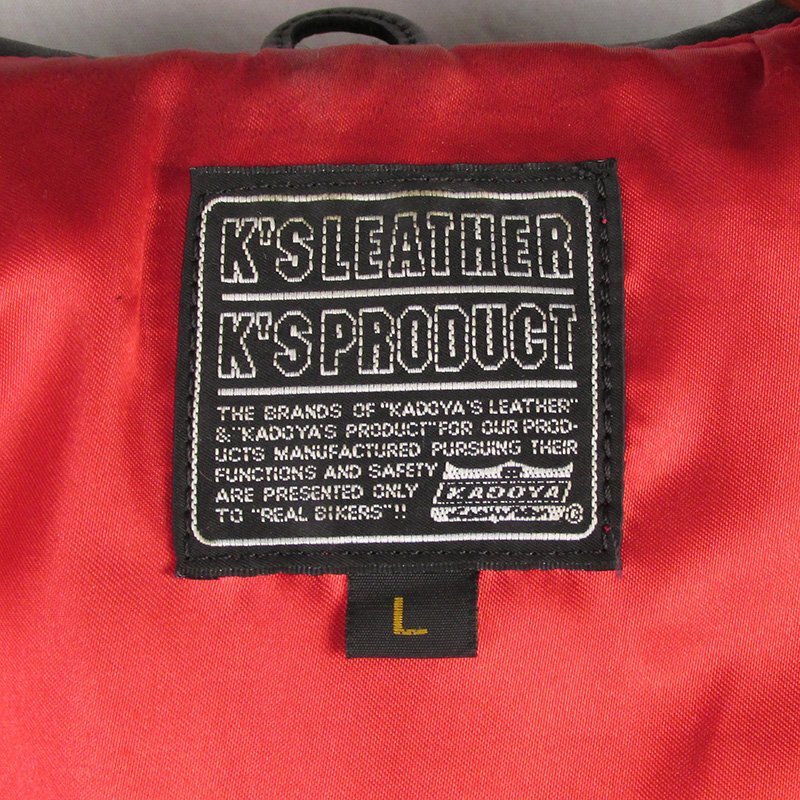 K'S LEATHER
K'S PRODUCT
THE BRANDS OF "KADOYA'S LEATHER"
& "KADOYA'S PRODUCT" FOR OUR PROD-
UCTS MANUFACTURED PURSUING THEIR
FUNCTIONS AND SAFETY
ARE PRESENTED ONLY
TO "REAL BIKERS"!!
KADOYA
©
L